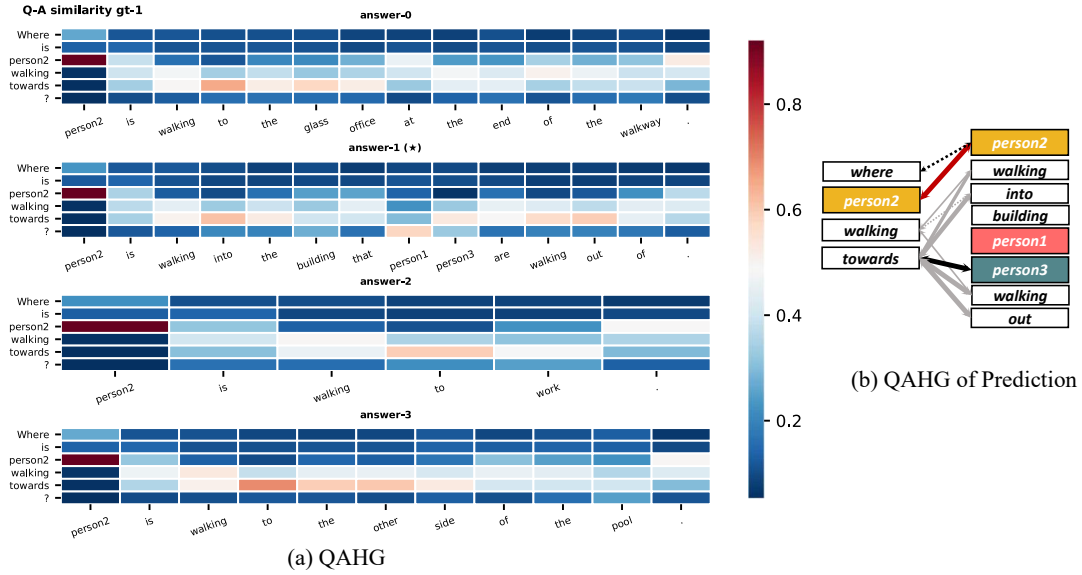 Q-A similarity gt-1
answer-0
Where
is
person2
walking
towards
?
person2 is walking to the glass office at the end of the walkway .
answer-1 (★)
Where
is
person2
walking
towards
?
person2 is walking into the building that person1 person3 are walking out of .
answer-2
Where
is
person2
walking
towards
?
person2 is walking to work .
answer-3
Where
is
person2
walking
towards
?
person2 is walking to the other side of the pool .
(a) QAHG
0.8
0.6
0.4
0.2
where
person2
walking
towards
person2
walking
into
building
person1
person3
walking
out
(b) QAHG of Prediction